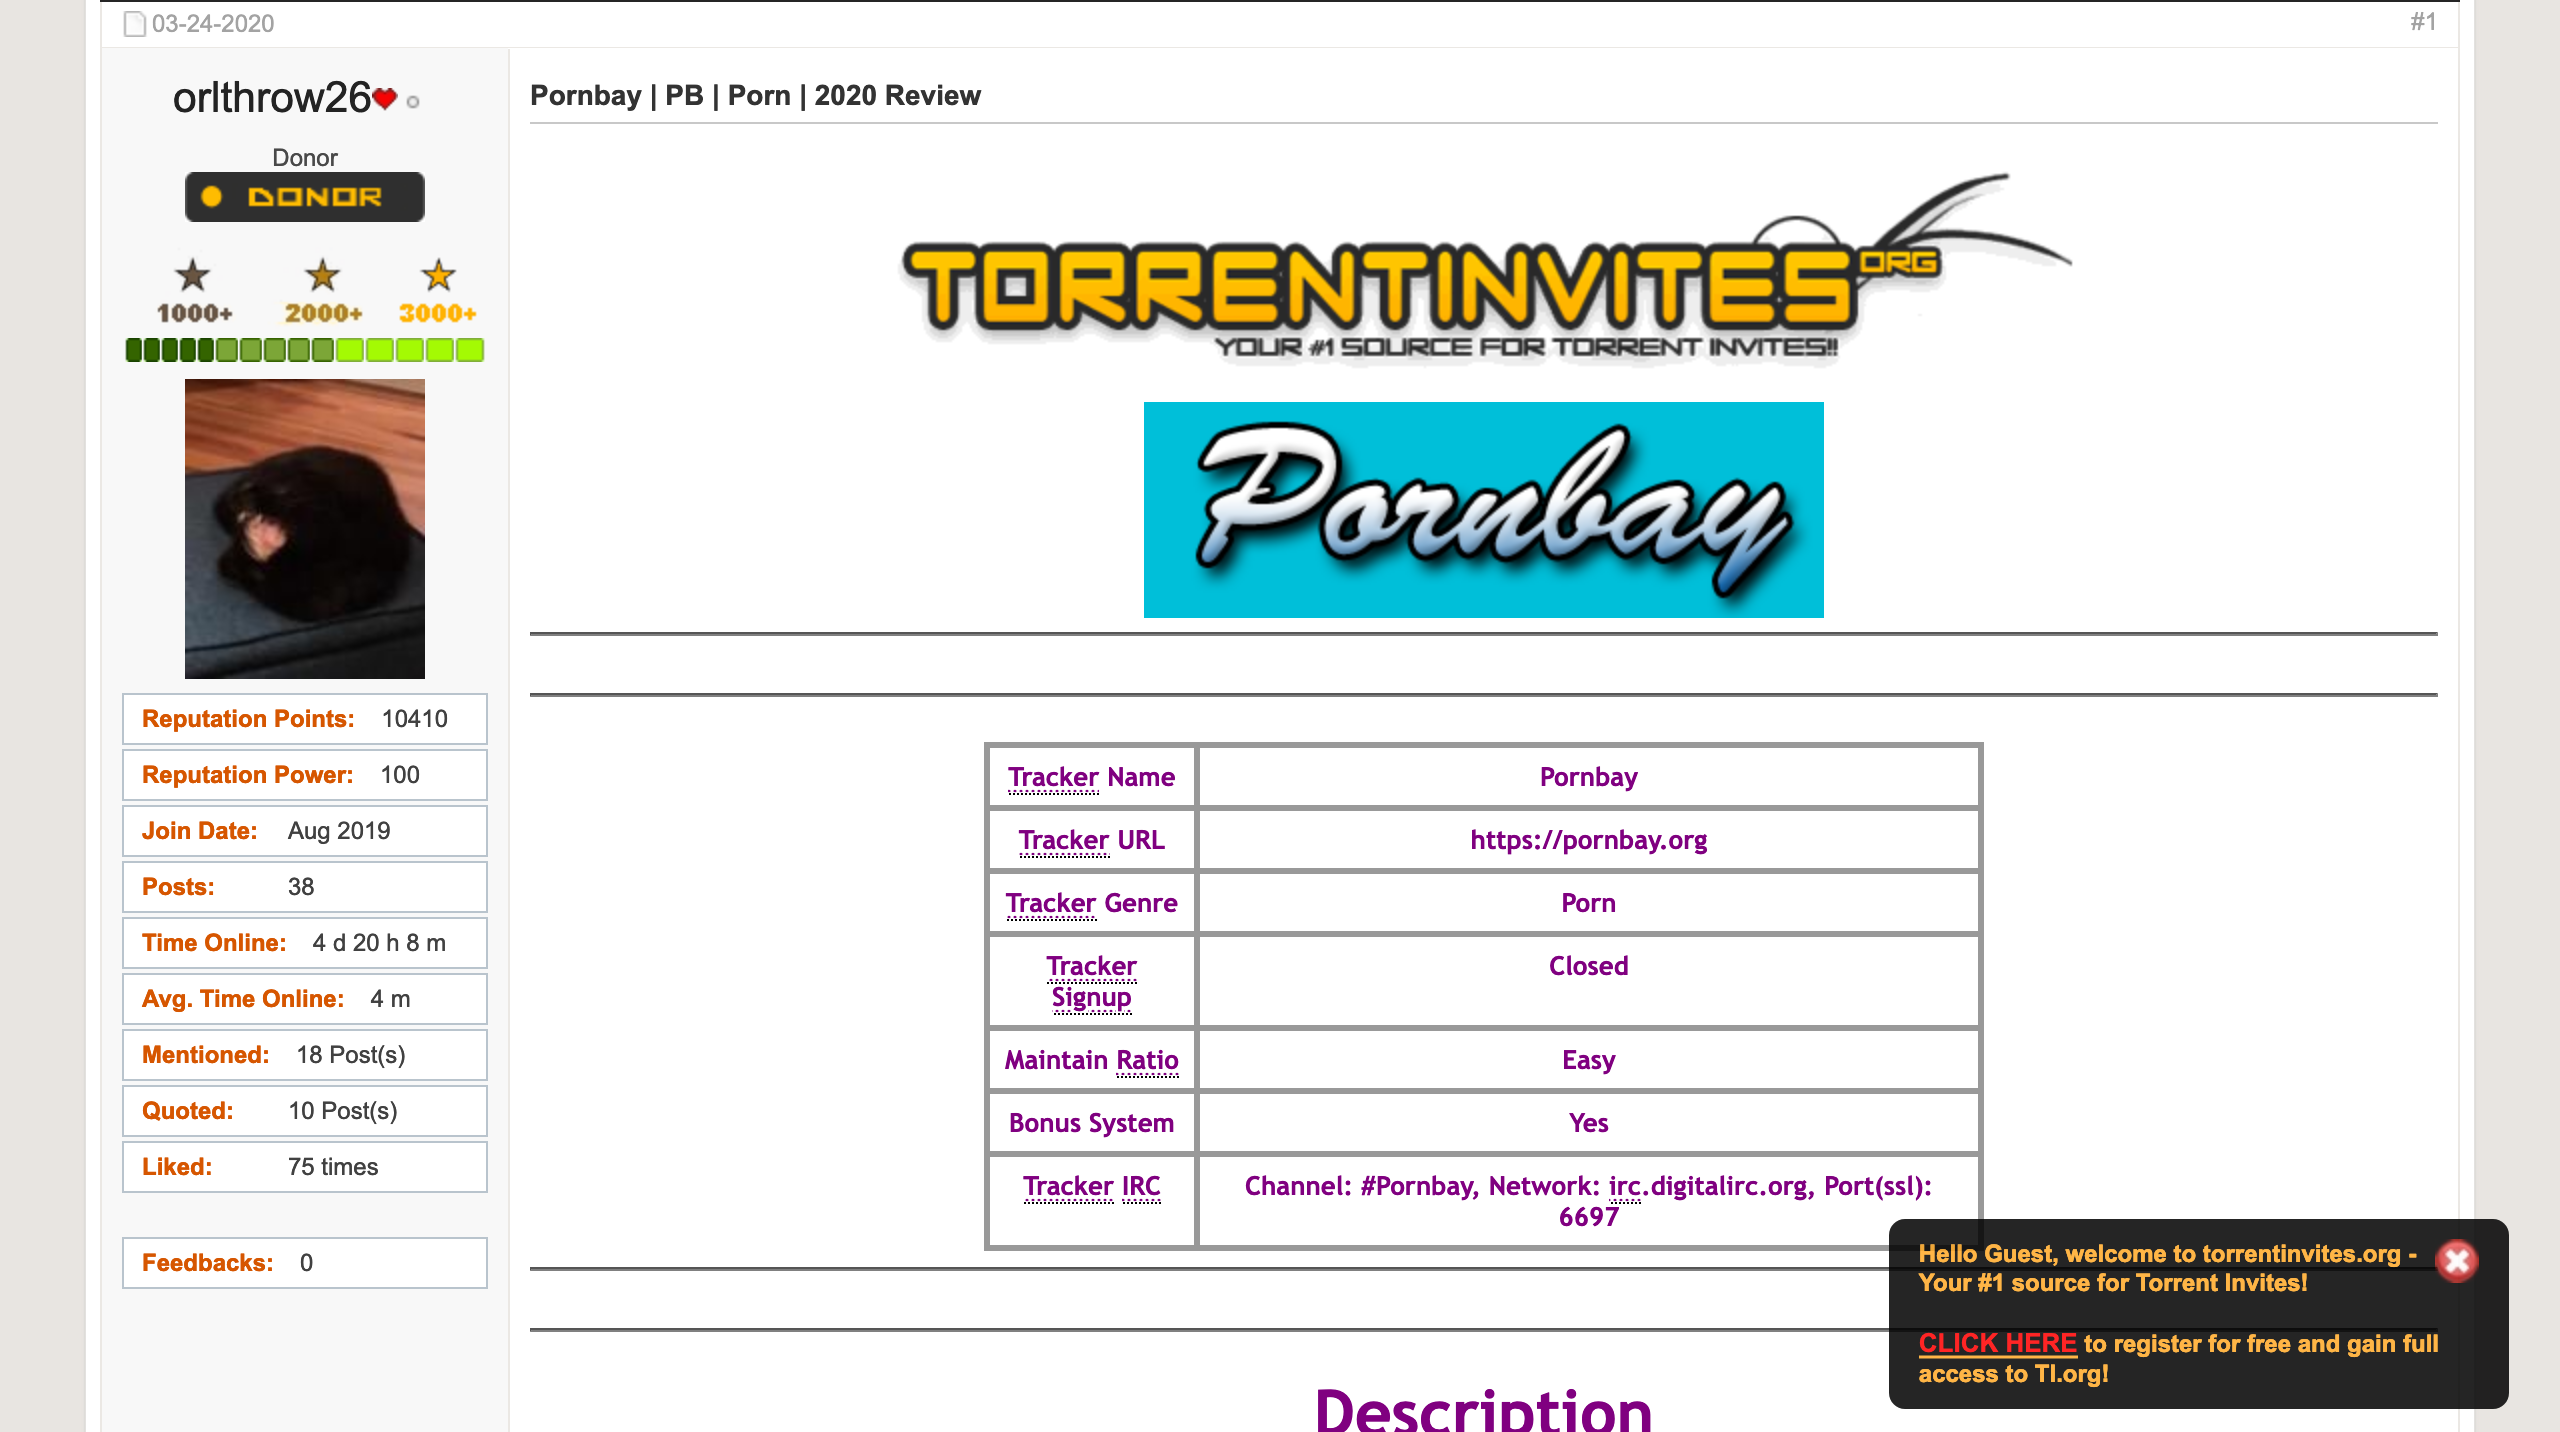 03-24-2020
#1
orlthrow26
Donor
DONOR
1000+ 2000+ 3000+
Reputation Points: 10410
Reputation Power: 100
Join Date: Aug 2019
Posts: 38
Time Online: 4 d 20 h 8 m
Avg. Time Online: 4 m
Mentioned: 18 Post(s)
Quoted: 10 Post(s)
Liked: 75 times
Feedbacks: 0
Pornbay | PB | Porn | 2020 Review
TORRENTINVITES ORG
YOUR #1 SOURCE FOR TORRENT INVITES!!
Pornbay
Tracker Name Pornbay
Tracker URL https://pornbay.org
Tracker Genre Porn
Tracker Closed
Signup
Maintain Ratio Easy
Bonus System Yes
Tracker IRC Channel: #Pornbay, Network: irc.digitalirc.org, Port(ssl):
6697
Description
Hello Guest, welcome to torrentinvites.org -
Your #1 source for Torrent Invites!
CLICK HERE to register for free and gain full
access to TI.org!